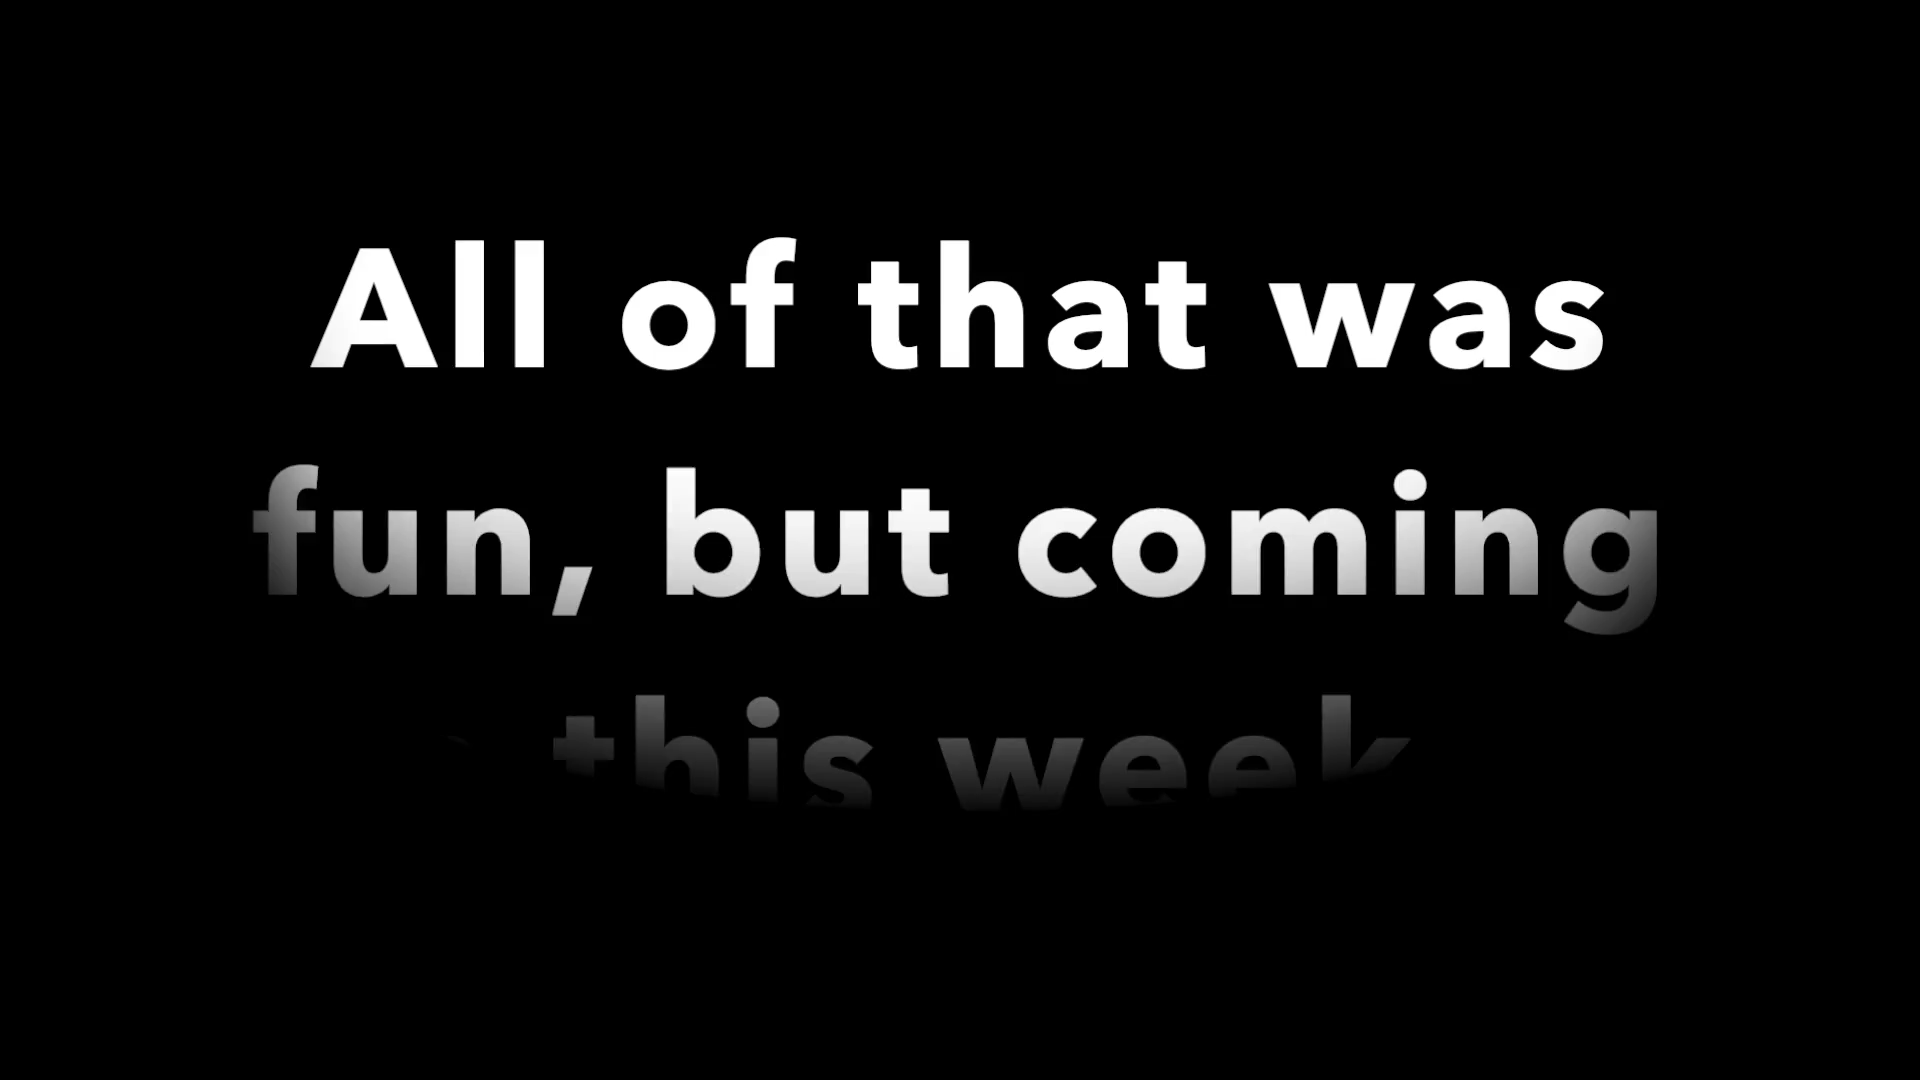 All of that was
fun, but coming
this week